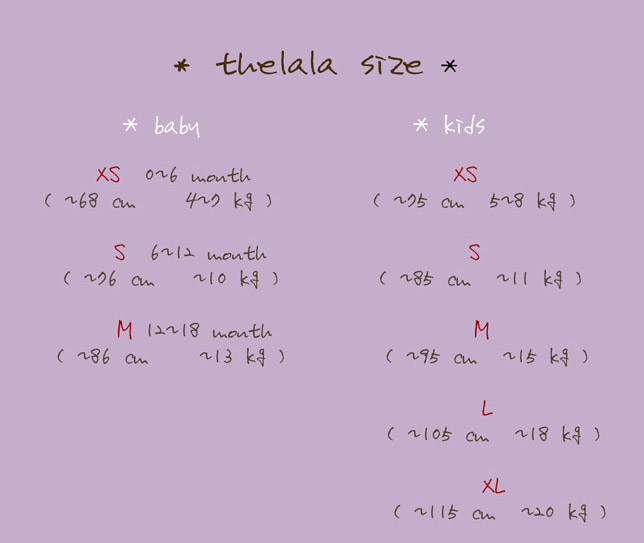 * thelala size *
* baby
XS 0~6 month
( ~68 cm 4~7 kg )
S 6~12 month
( ~76 cm ~10 kg )
M 12~18 month
( ~86 cm ~13 kg )
* kids
XS
( ~75 cm 5~8 kg )
S
( ~85 cm ~11 kg )
M
( ~95 cm ~15 kg )
L
( ~105 cm ~18 kg )
XL
( ~115 cm ~20 kg )